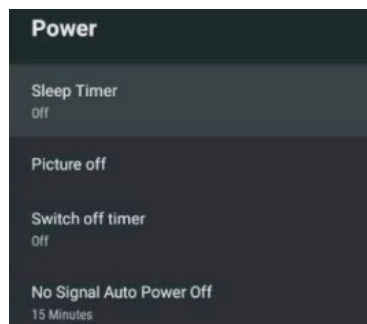 Power
Sleep Timer
Off
Picture off
Switch off timer
Off
No Signal Auto Power Off
15 Minutes